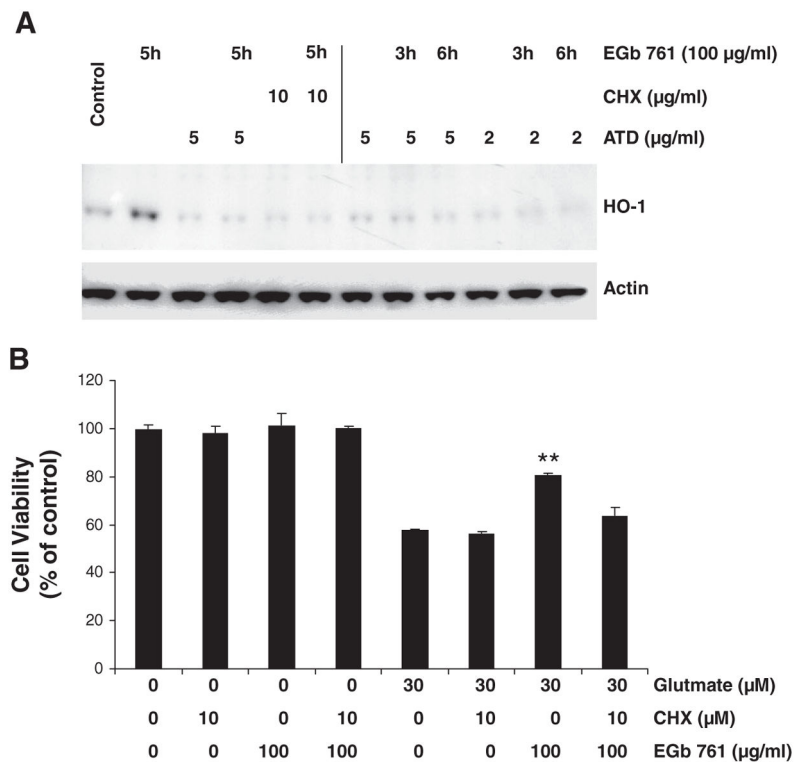 A
5h 5h 5h 3h 6h 3h 6h EGb 761 (100 µg/ml)
Control
10 10 CHX (µg/ml)
5 5 5 5 5 2 2 2 ATD (µg/ml)
HO-1
Actin
B
120
100
80
60
40
20
0
Cell Viability
(% of control)
**
0 0 0 0 30 30 30 30 Glutmate (µM)
0 10 0 10 0 10 0 10 CHX (µM)
0 0 100 100 0 0 100 100 EGb 761 (µg/ml)